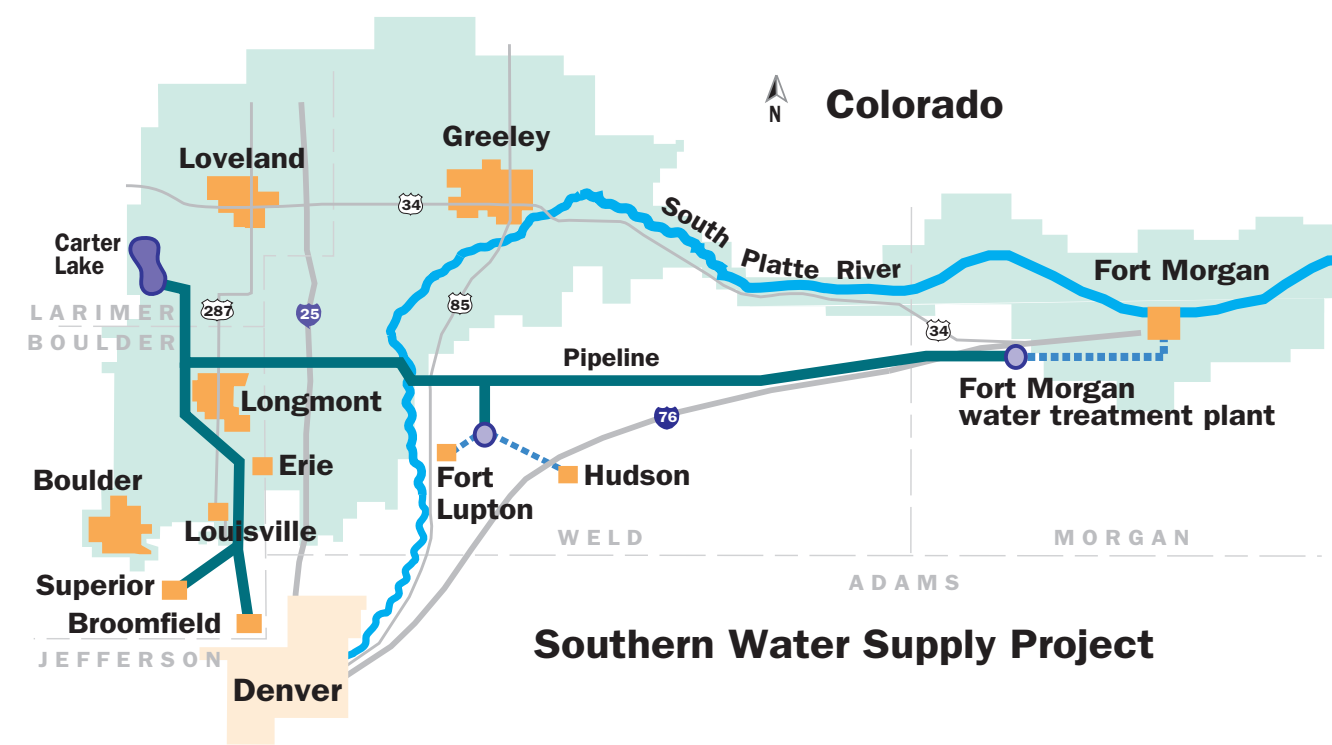 Colorado
N
Greeley
Loveland
34
South Platte River
Carter
Lake
Fort Morgan
LARIMER
287
25
85
34
BOULDER
Pipeline
Fort Morgan
water treatment plant
Longmont
76
Erie
Hudson
Boulder
Fort
Lupton
Louisville
WELD
MORGAN
ADAMS
Superior
Broomfield
Southern Water Supply Project
JEFFERSON
Denver